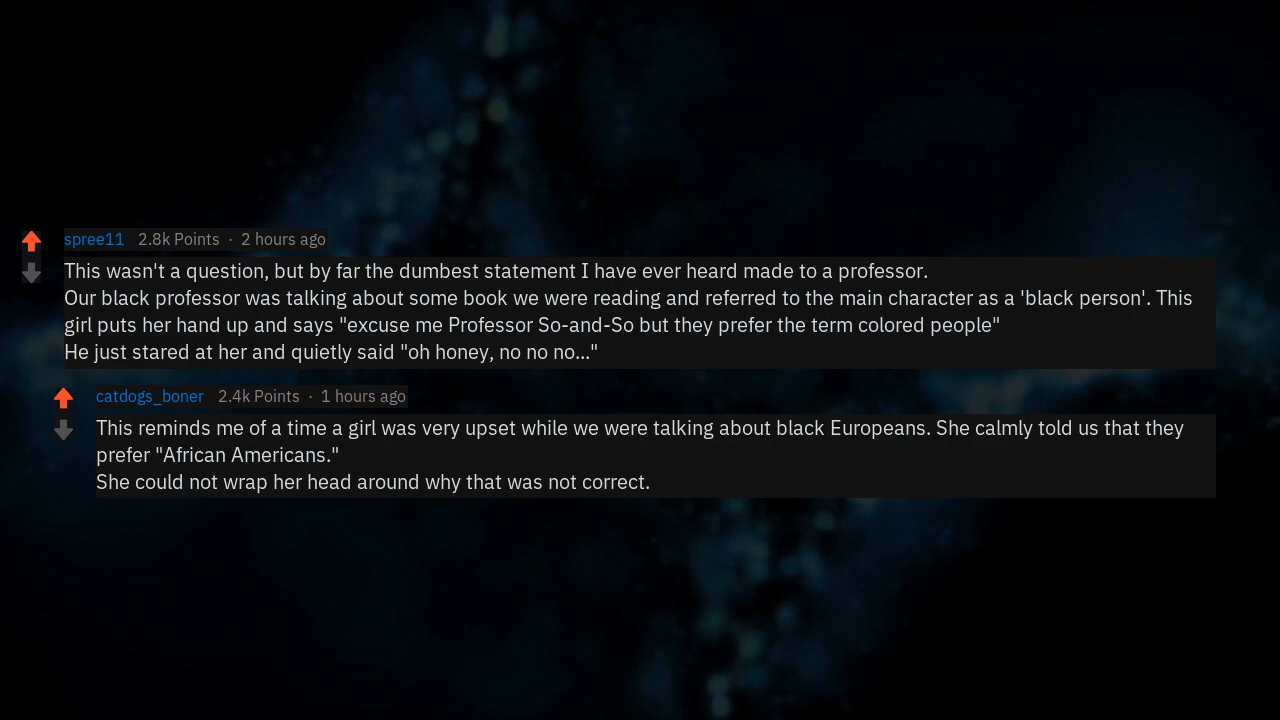 spree11 2.8k Points · 2 hours ago
This wasn't a question, but by far the dumbest statement I have ever heard made to a professor.
Our black professor was talking about some book we were reading and referred to the main character as a 'black person'. This
girl puts her hand up and says "excuse me Professor So-and-So but they prefer the term colored people"
He just stared at her and quietly said "oh honey, no no no..."
catdogs_boner 2.4k Points · 1 hours ago
This reminds me of a time a girl was very upset while we were talking about black Europeans. She calmly told us that they
prefer "African Americans."
She could not wrap her head around why that was not correct.